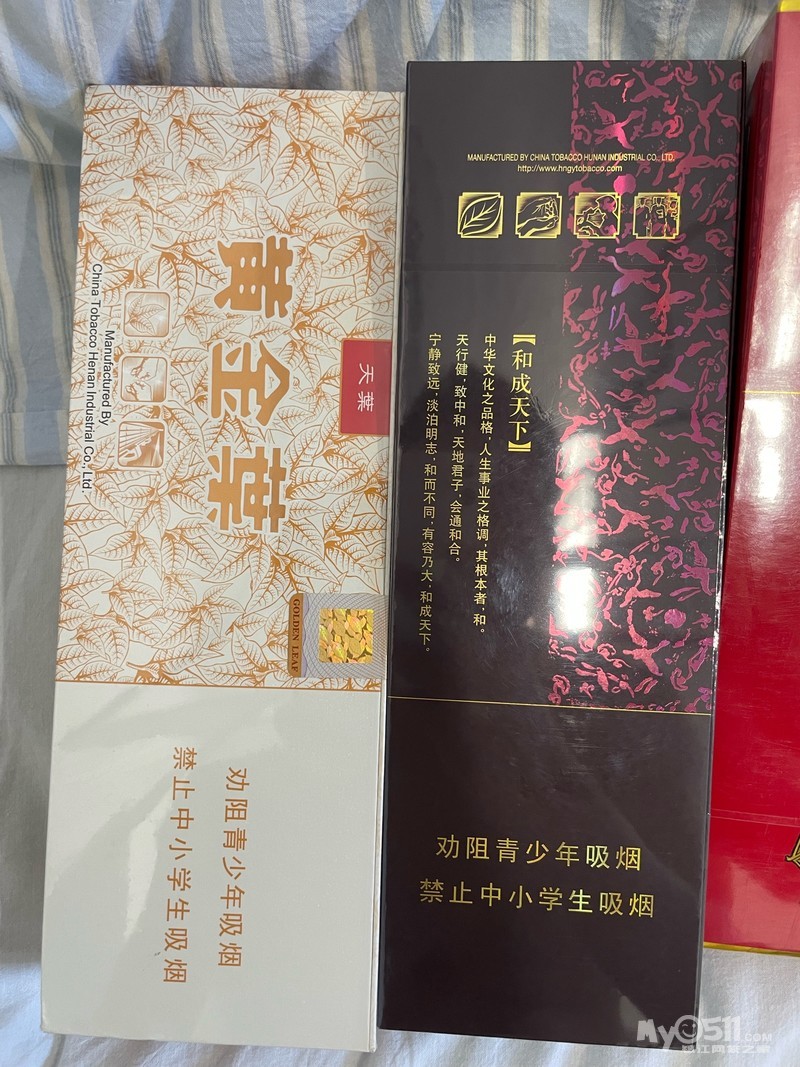 黄金葉
天葉
Manufactured By
China Tobacco Henan Industrial Co., Ltd.
GOLDEN LEAF
劝阻青少年吸烟
禁止中小学生吸烟
MANUFACTURED BY CHINA TOBACCO HUNAN INDUSTRIAL CO., LTD.
http://www.hngytobacco.com
【和成天下】
中华文化之品格，人生事业之格调，其根本者，和。
天行健，致中和，天地君子，会通和合。
宁静致远，淡泊明志，和而不同，有容乃大，和成天下。
劝阻青少年吸烟
禁止中小学生吸烟
My0511.COM
镇江网友之家